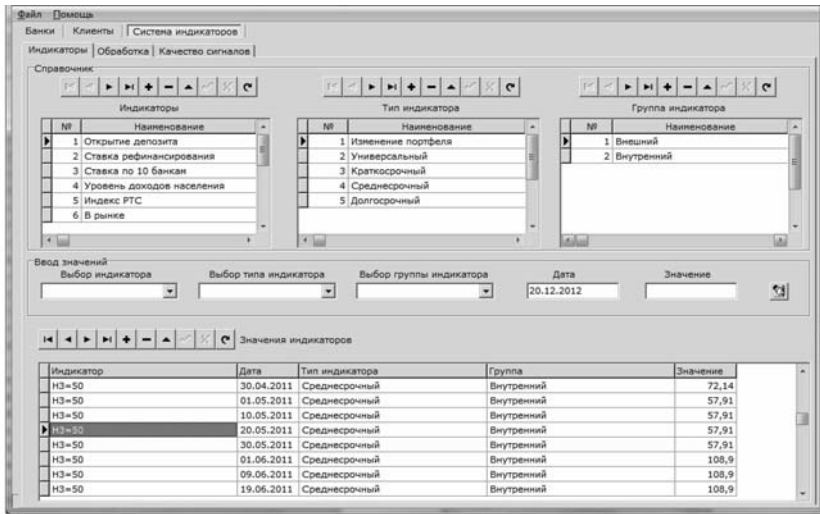 Файл Помощь
Банки Клиенты Система индикаторов
Индикаторы Обработка Качество сигналов
Справочник
Индикаторы Тип индикатора Группа индикатора
№ Наименование № Наименование № Наименование
1 Открытие депозита 1 Изменение портфеля 1 Внешний
2 Ставка рефинансирования 2 Универсальный 2 Внутренний
3 Ставка по 10 банкам 3 Краткосрочный
4 Уровень доходов населения 4 Среднесрочный
5 Индекс РТС 5 Долгосрочный
6 В рынке
Ввод значений
Выбор индикатора Выбор типа индикатора Выбор группы индикатора Дата Значение
20.12.2012
Значения индикаторов
Индикатор Дата Тип индикатора Группа Значение
Н3=50 30.04.2011 Среднесрочный Внутренний 72,14
Н3=50 01.05.2011 Среднесрочный Внутренний 57,91
Н3=50 10.05.2011 Среднесрочный Внутренний 57,91
Н3=50 20.05.2011 Среднесрочный Внутренний 57,91
Н3=50 30.05.2011 Среднесрочный Внутренний 57,91
Н3=50 01.06.2011 Среднесрочный Внутренний 108,9
Н3=50 09.06.2011 Среднесрочный Внутренний 108,9
Н3=50 19.06.2011 Среднесрочный Внутренний 108,9